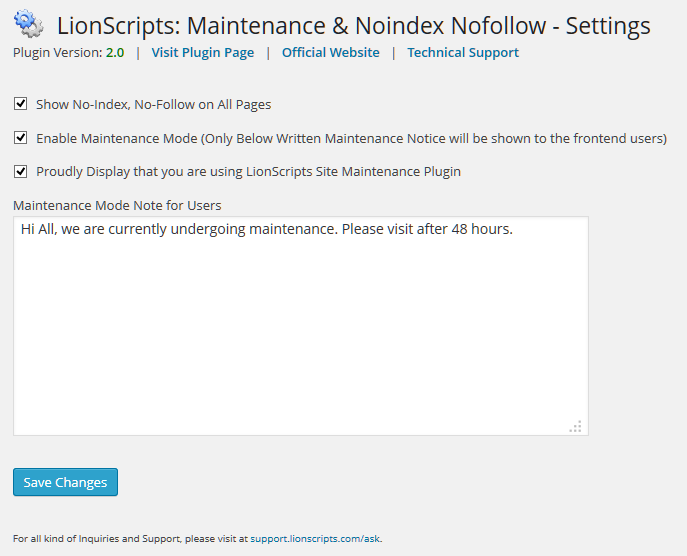 LionScripts: Maintenance & Noindex Nofollow - Settings
Plugin Version: 2.0 | Visit Plugin Page | Official Website | Technical Support
Show No-Index, No-Follow on All Pages
Enable Maintenance Mode (Only Below Written Maintenance Notice will be shown to the frontend users)
Proudly Display that you are using LionScripts Site Maintenance Plugin
Maintenance Mode Note for Users
Hi All, we are currently undergoing maintenance. Please visit after 48 hours.
Save Changes
For all kind of Inquiries and Support, please visit at support.lionscripts.com/ask.